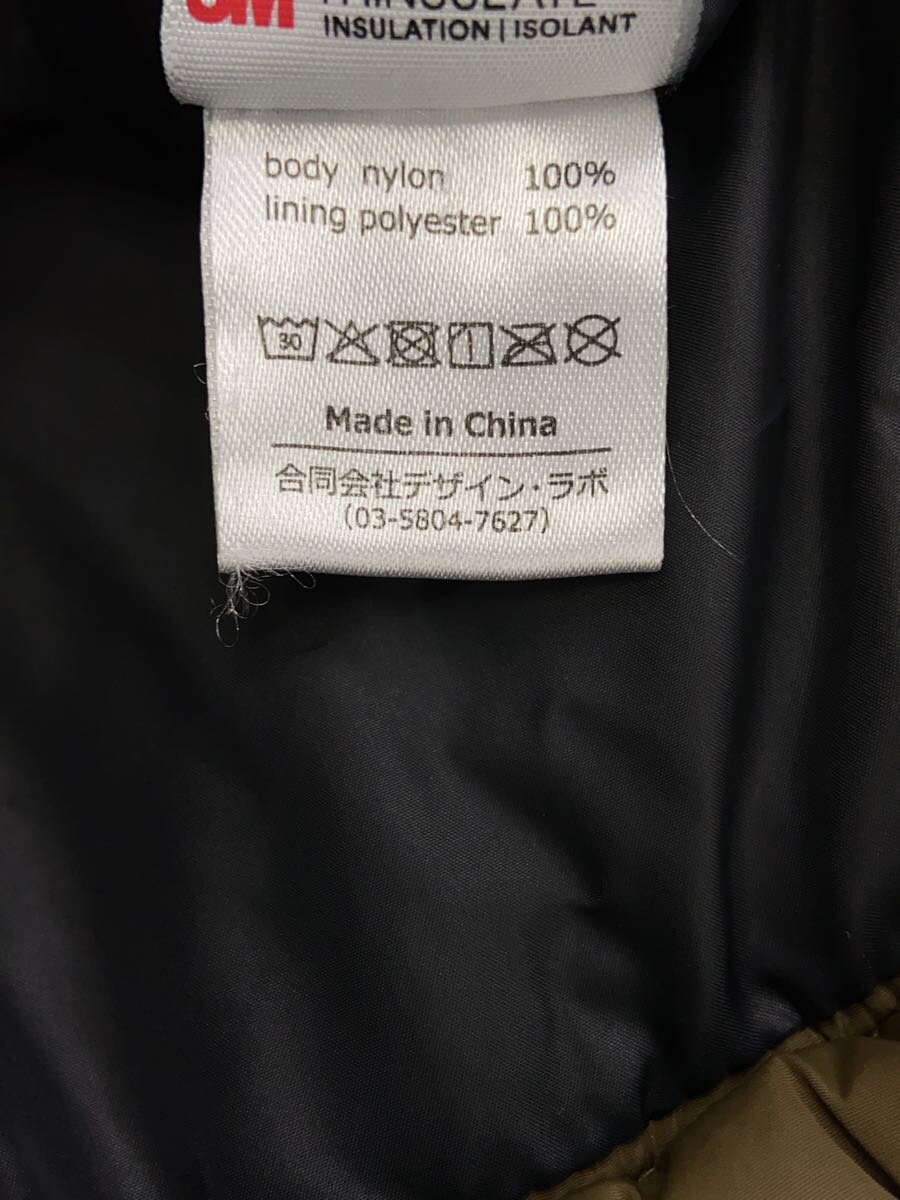 3M THINSULATE
INSULATION | ISOLANT
body nylon 100%
lining polyester 100%
30
Made in China
合同会社デザイン・ラボ
(03-5804-7627)